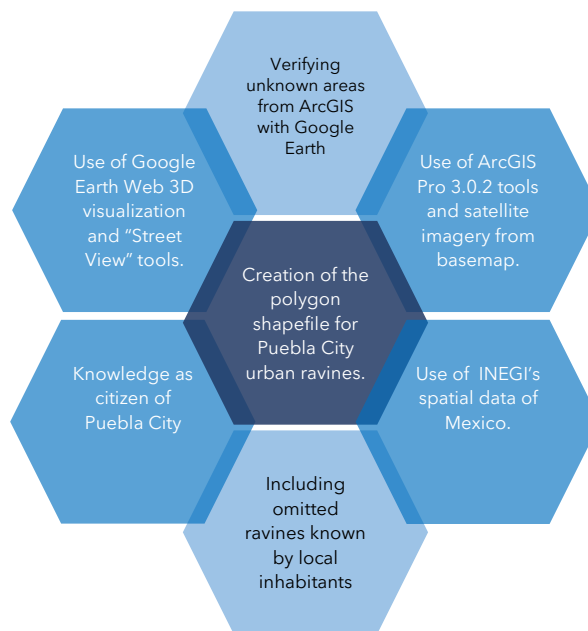 Verifying
unknown areas
from ArcGIS
with Google
Earth
Use of Google
Earth Web 3D
visualization
and "Street
View" tools.
Use of ArcGIS
Pro 3.0.2 tools
and satellite
imagery from
basemap.
Creation of the
polygon
shapefile for
Puebla City
urban ravines.
Knowledge as
citizen of
Puebla City
Use of INEGI's
spatial data of
Mexico.
Including
omitted
ravines known
by local
inhabitants